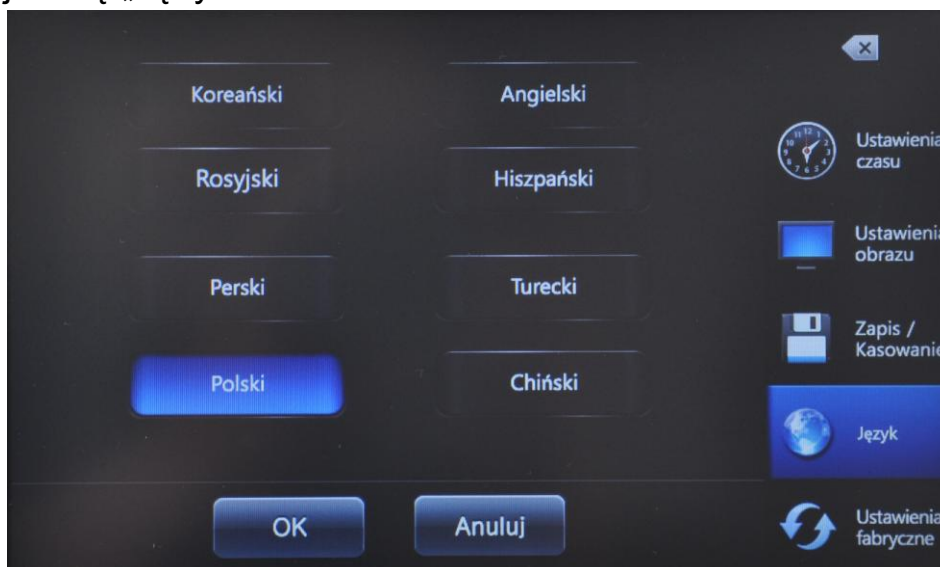 Koreański
Angielski
Rosyjski
Hiszpański
Perski
Turecki
Polski
Chiński
OK
Anuluj
Ustawienia
czasu
Ustawienia
obrazu
Zapis /
Kasowanie
Język
Ustawienia
fabryczne